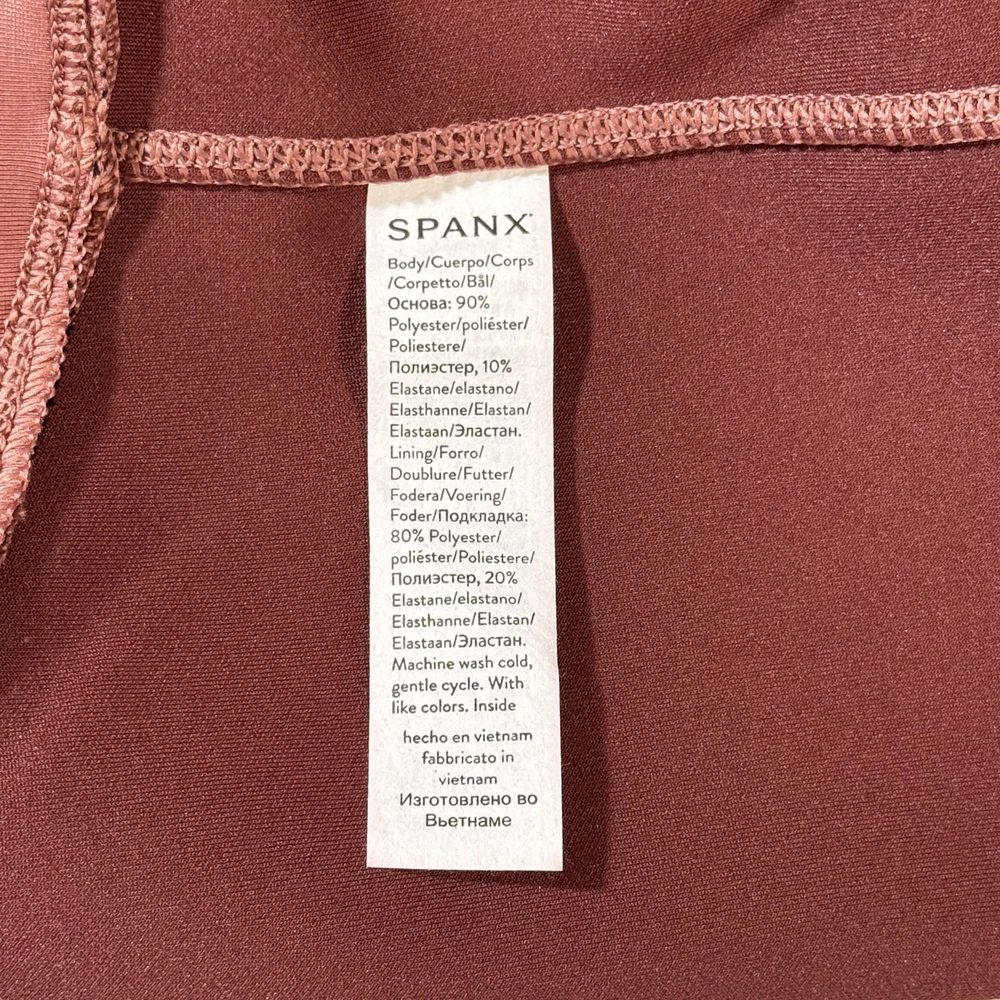 SPANX®
Body/Cuerpo/Corps
/Corpetto/Bål/
Основа: 90%
Polyester/poliéster/
Poliestere/
Полиэстер, 10%
Elastane/elastano/
Elasthanne/Elastan/
Elastaan/Эластан.
Lining/Forro/
Doublure/Futter/
Fodera/Voering/
Foder/Подкладка:
80% Polyester/
poliéster/Poliestere/
Полиэстер, 20%
Elastane/elastano/
Elasthanne/Elastan/
Elastaan/Эластан.
Machine wash cold,
gentle cycle. With
like colors. Inside
hecho en vietnam
fabbricato in
vietnam
Изготовлено во
Вьетнаме